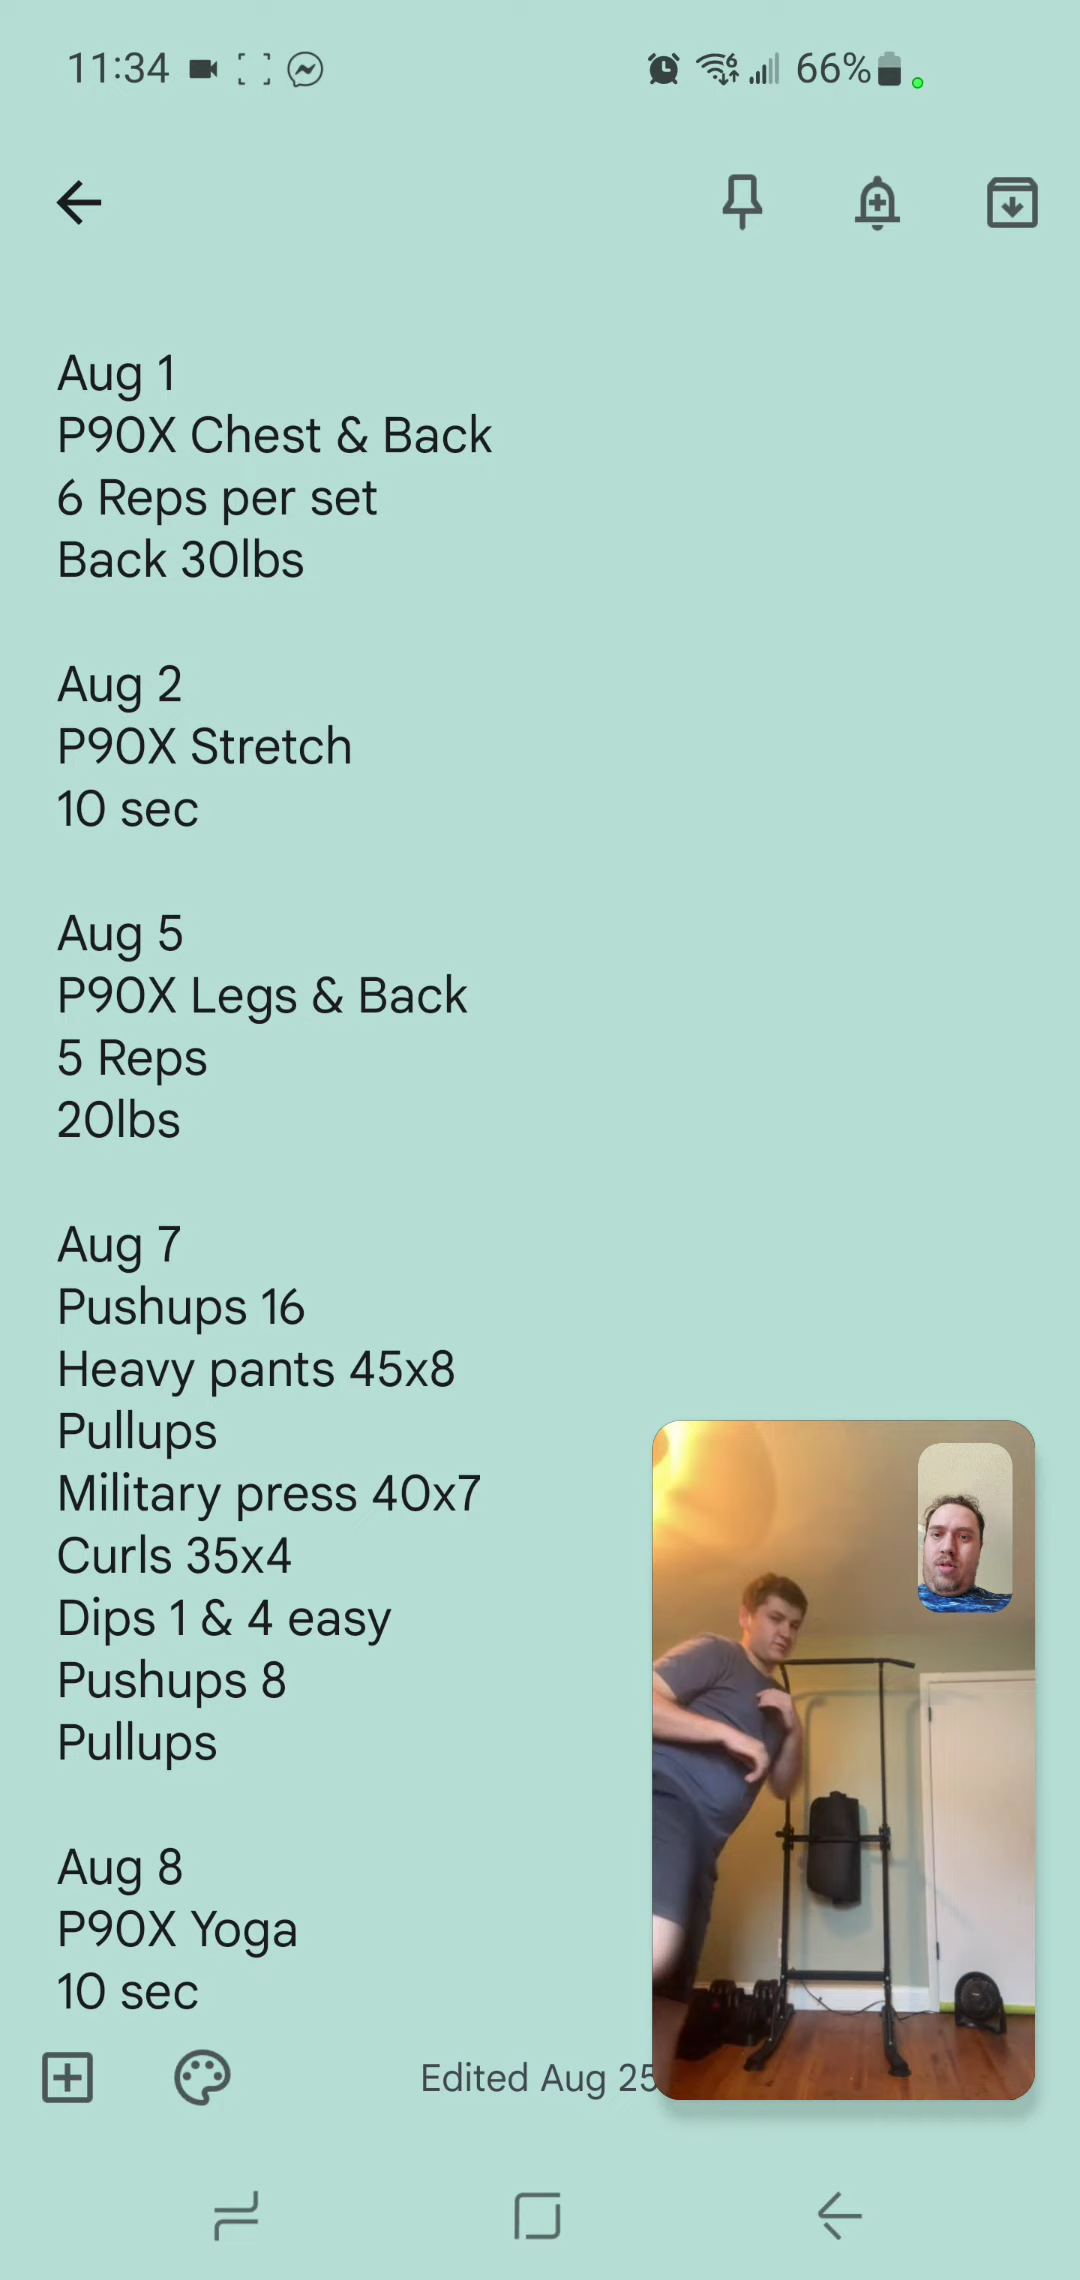 11:34
66%
Aug 1
P90X Chest & Back
6 Reps per set
Back 30lbs
Aug 2
P90X Stretch
10 sec
Aug 5
P90X Legs & Back
5 Reps
20lbs
Aug 7
Pushups 16
Heavy pants 45x8
Pullups
Military press 40x7
Curls 35x4
Dips 1 & 4 easy
Pushups 8
Pullups
Aug 8
P90X Yoga
10 sec
Edited Aug 25